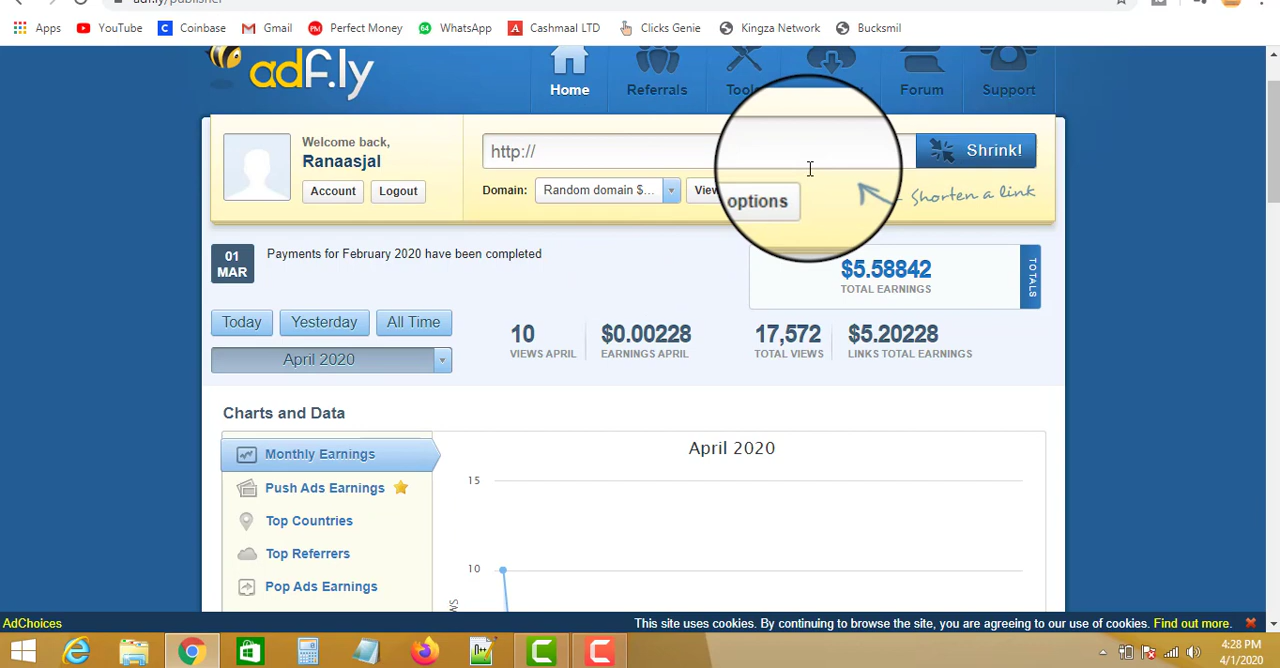 adf.ly/publisher
Apps YouTube Coinbase Gmail Perfect Money 64 WhatsApp Cashmaal LTD Clicks Genie Kingza Network Bucksmil
adf.ly
Home Referrals Forum Support
Welcome back,
Ranaasjal
Account Logout
http://
Shrink!
Domain: Random domain $... options
Shorten a link
01
MAR
Payments for February 2020 have been completed
$5.58842
TOTAL EARNINGS
TOTALS
Today Yesterday All Time
April 2020
10
VIEWS APRIL
$0.00228
EARNINGS APRIL
17,572
TOTAL VIEWS
$5.20228
LINKS TOTAL EARNINGS
Charts and Data
Monthly Earnings
Push Ads Earnings
Top Countries
Top Referrers
Pop Ads Earnings
April 2020
15
10
AdChoices
This site uses cookies. By continuing to browse the site, you are agreeing to our use of cookies. Find out more.
4:28 PM
4/1/2020